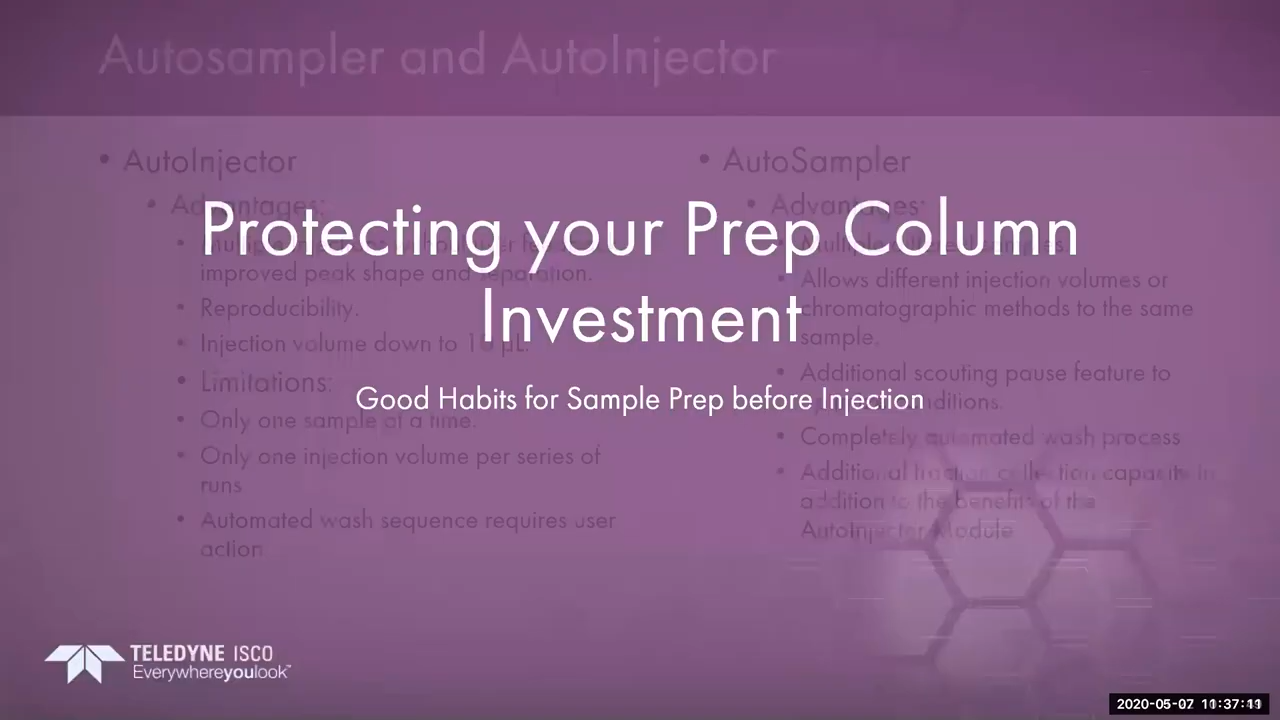 Autosampler and AutoInjector
• AutoInjector
• Advantages:
improved peak shape and separation.
• Reproducibility.
• Injection volume down to 10 µL.
• Limitations:
• Only one sample at a time.
• Only one injection volume per series of
runs
• Automated wash sequence requires user
action
• AutoSampler
• Advantages:
• Allows different injection volumes or
chromatographic methods to the same
sample.
• Additional scouting pause feature to
• Completely automated wash process
• Additional fraction collection capacity in
addition to the benefits of the
AutoInjector Module
Protecting your Prep Column
Investment
Good Habits for Sample Prep before Injection
TELEDYNE ISCO
Everywhereyoulook™
2020-05-07 11:37: